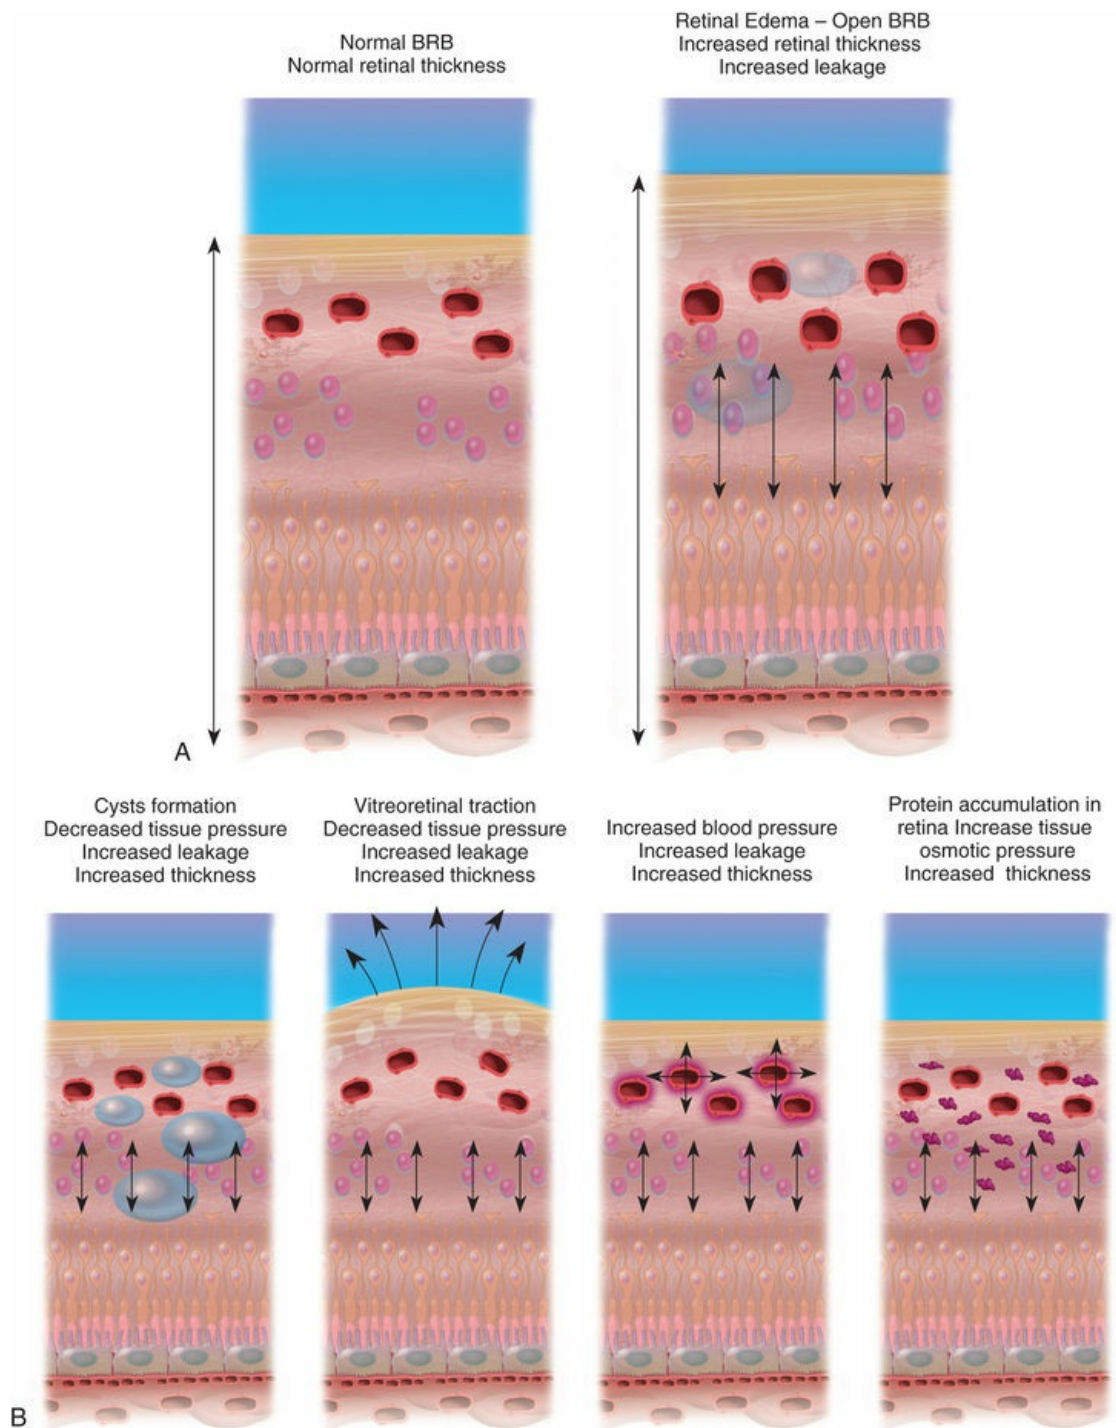 Normal BRB
Normal retinal thickness
Retinal Edema – Open BRB
Increased retinal thickness
Increased leakage
A
Cysts formation
Decreased tissue pressure
Increased leakage
Increased thickness
Vitreoretinal traction
Decreased tissue pressure
Increased leakage
Increased thickness
Increased blood pressure
Increased leakage
Increased thickness
Protein accumulation in
retina Increase tissue
osmotic pressure
Increased thickness
B